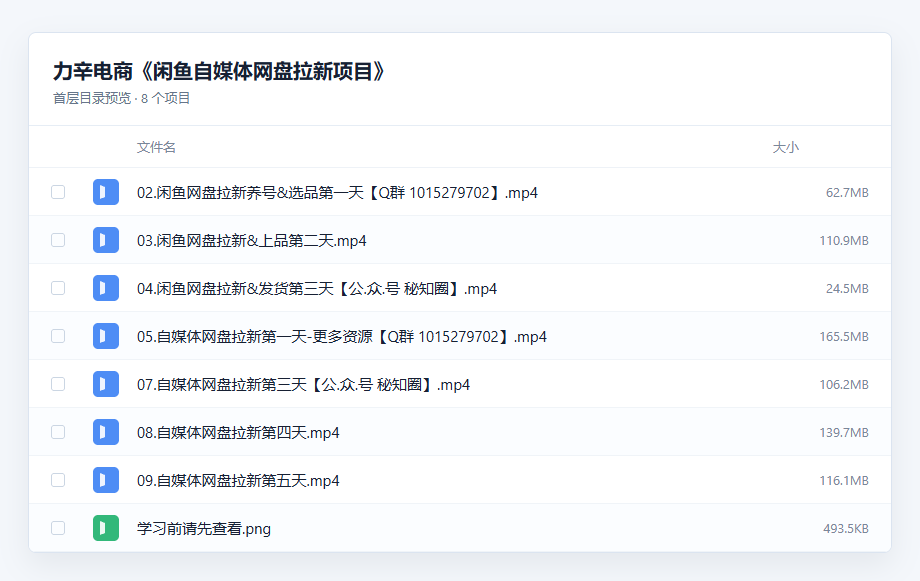 力辛电商《闲鱼自媒体网盘拉新项目》
首层目录预览 · 8 个项目
文件名 大小
02.闲鱼网盘拉新养号&选品第一天【Q群 1015279702】.mp4 62.7MB
03.闲鱼网盘拉新&上品第二天.mp4 110.9MB
04.闲鱼网盘拉新&发货第三天【公.众.号 秘知圈】.mp4 24.5MB
05.自媒体网盘拉新第一天-更多资源【Q群 1015279702】.mp4 165.5MB
07.自媒体网盘拉新第三天【公.众.号 秘知圈】.mp4 106.2MB
08.自媒体网盘拉新第四天.mp4 139.7MB
09.自媒体网盘拉新第五天.mp4 116.1MB
学习前请先查看.png 493.5KB